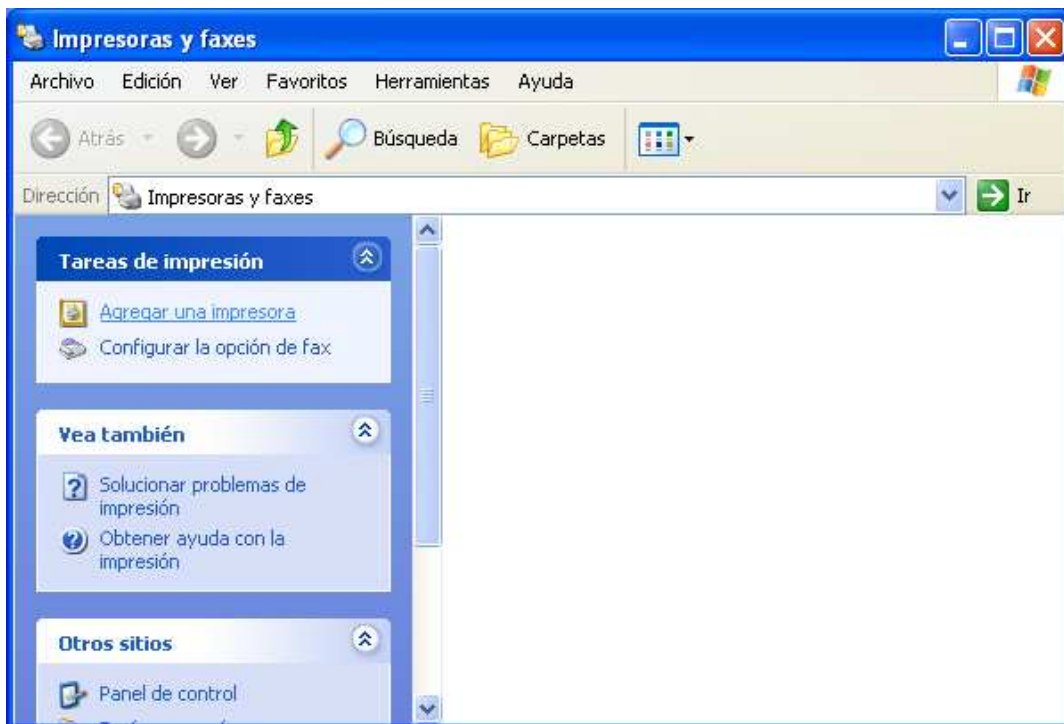 Impresoras y faxes
Archivo Edición Ver Favoritos Herramientas Ayuda
Atrás Búsqueda Carpetas
Dirección Impresoras y faxes Ir
Tareas de impresión
Agregar una impresora
Configurar la opción de fax
Vea también
Solucionar problemas de
impresión
Obtener ayuda con la
impresión
Otros sitios
Panel de control